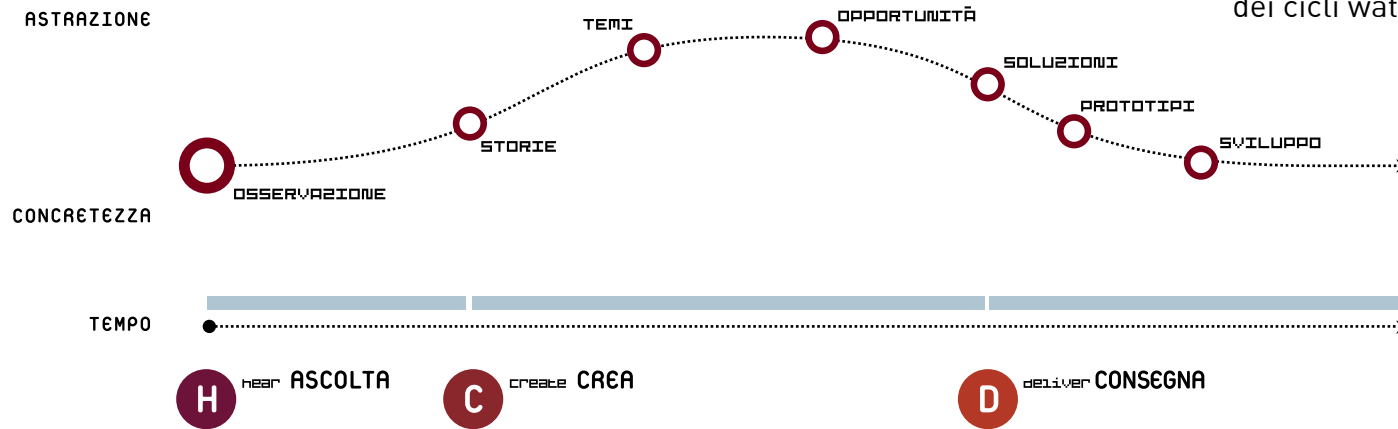 dei cicli wat
ASTRAZIONE
TEMI
OPPORTUNITÀ
SOLUZIONI
PROTOTIPI
STORIE
SVILUPPO
OSSERVAZIONE
CONCRETEZZA
TEMPO
H hear ASCOLTA
C create CREA
D deliver CONSEGNA